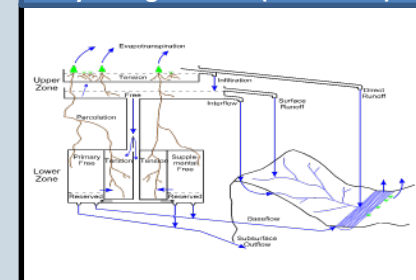 Evapotranspiration
Upper
Zone
Tension
Infiltration
Free
Direct
Runoff
Interflow
Surface
Runoff
Percolation
Lower
Zone
Primary
Free
Tension
Tension
Supple
mental
Free
Reserved
Reserved
Baseflow
Subsurface
Outflow